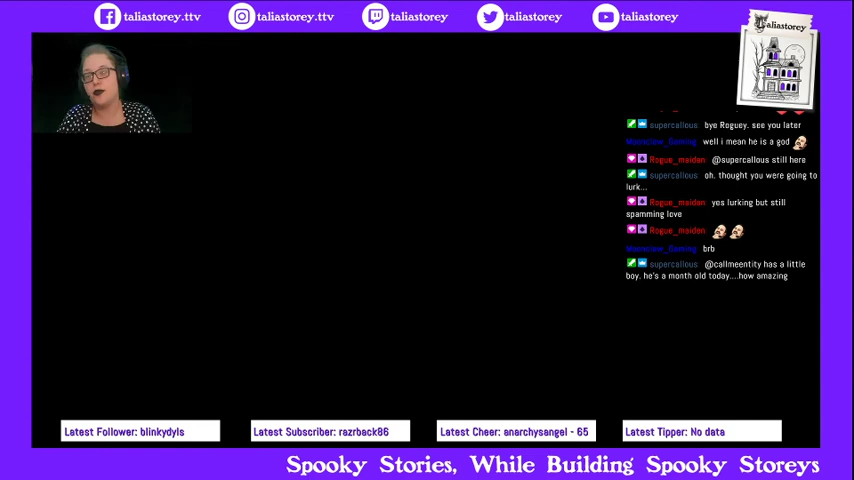 taliastorey.ttv
taliastorey.ttv
taliastorey
taliastorey
taliastorey
Taliastorey
supercallous bye Roguey. see you later
Moonclaw_Gaming well i mean he is a god
Rogue_maiden @supercallous still here
supercallous oh. thought you were going to
lurk...
Rogue_maiden yes lurking but still
spamming love
Rogue_maiden
Moonclaw_Gaming brb
supercallous @callmeentity has a little
boy. he's a month old today....how amazing
Latest Follower: blinkydyls
Latest Subscriber: razrback86
Latest Cheer: anarchysangel - 65
Latest Tipper: No data
Spooky Stories, While Building Spooky Storeys